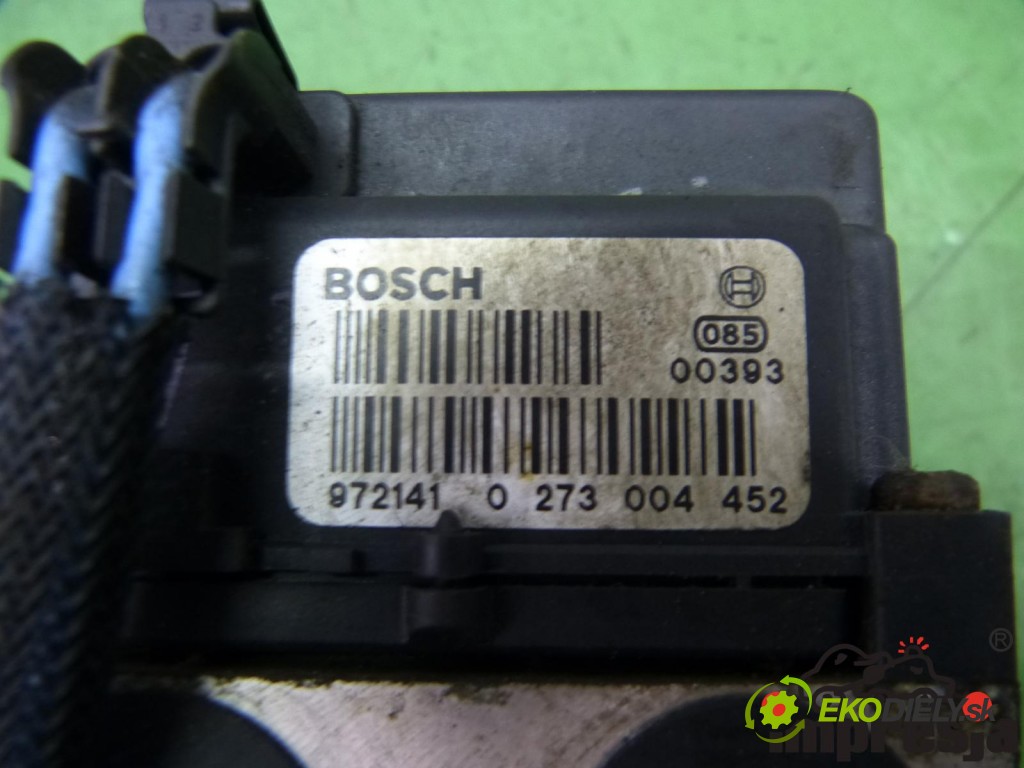 BOSCH
085
00393
972141 0 273 004 452
®
EKODIELY.sk